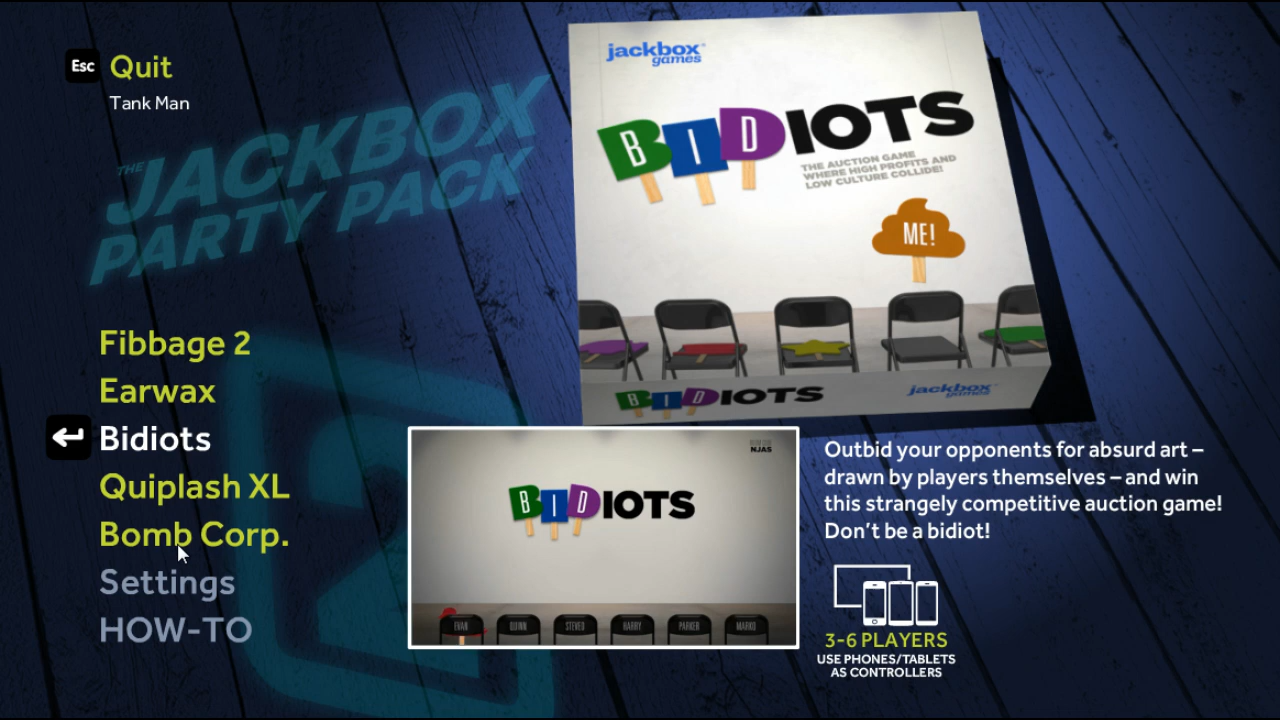 Esc
Quit
Tank Man
THE
JACKBOX
PARTY PACK
2
Fibbage 2
Earwax
Bidiots
Quiplash XL
Bomb Corp.
Settings
HOW-TO
jackbox
games
BIDIOTS
THE AUCTION GAME
WHERE HIGH PROFITS AND
LOW CULTURE COLLIDE!
ME!
BIDIOTS
jackbox
games
NJAS
BIDIOTS
EVAN QUINN STEVEO HARRY PARKER MARKO
Outbid your opponents for absurd art –
drawn by players themselves – and win
this strangely competitive auction game!
Don't be a bidiot!
3-6 PLAYERS
USE PHONES/TABLETS
AS CONTROLLERS